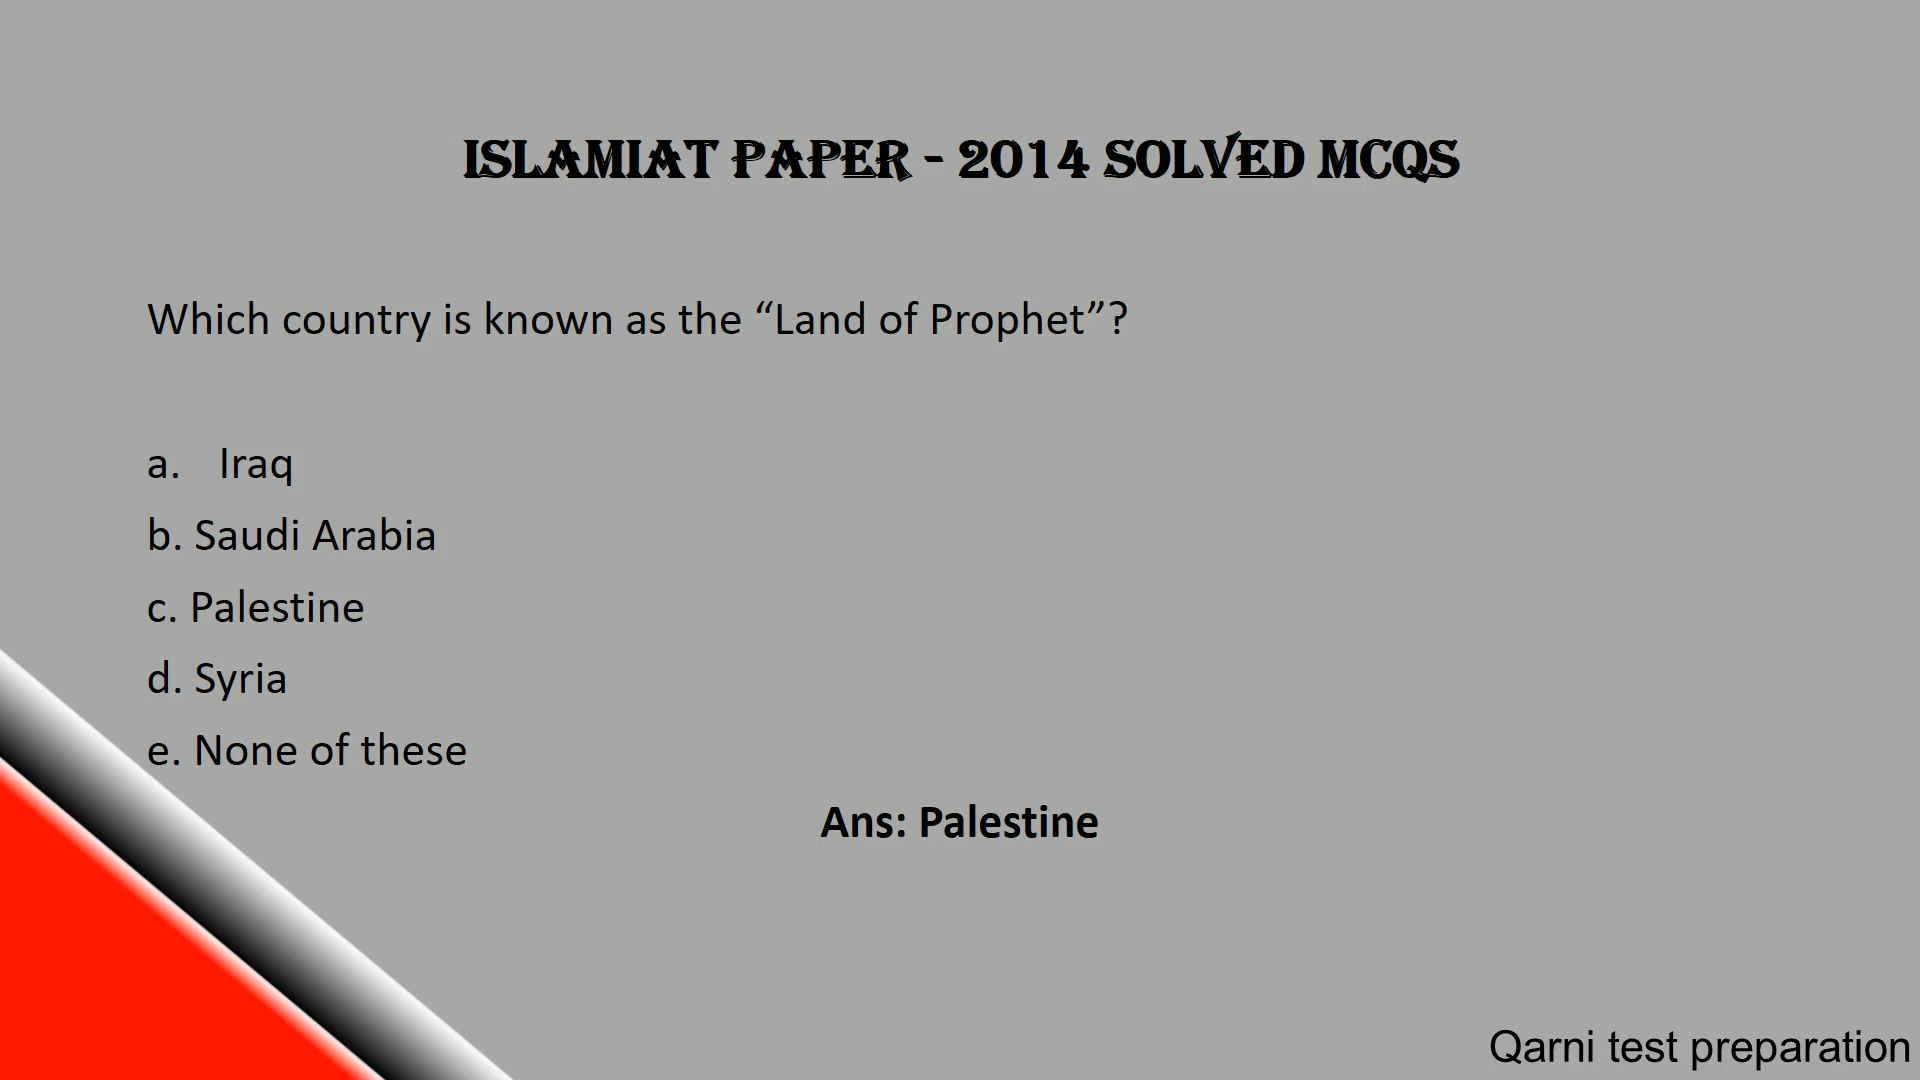 ISLAMIAT PAPER - 2014 SOLVED MCQS
Which country is known as the “Land of Prophet”?
a. Iraq
b. Saudi Arabia
c. Palestine
d. Syria
e. None of these
Ans: Palestine
Qarni test preparation